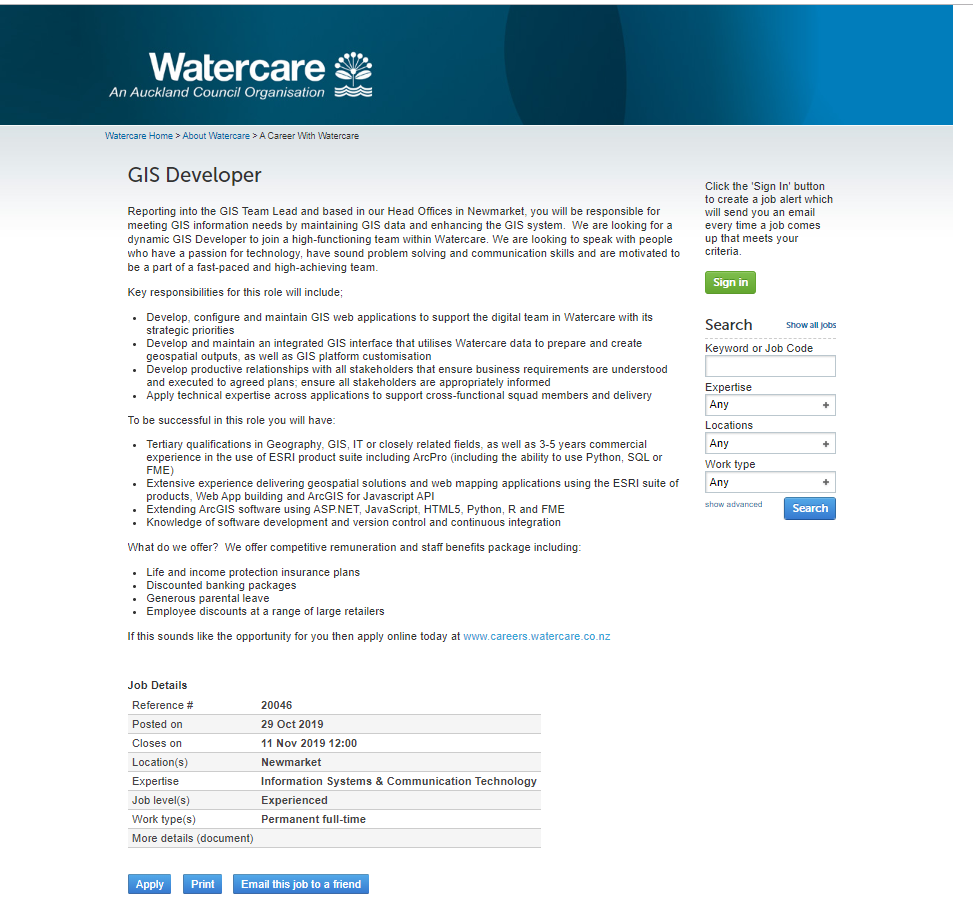 Watercare
An Auckland Council Organisation
Watercare Home > About Watercare > A Career With Watercare
GIS Developer
Reporting into the GIS Team Lead and based in our Head Offices in Newmarket, you will be responsible for
meeting GIS information needs by maintaining GIS data and enhancing the GIS system.  We are looking for a
dynamic GIS Developer to join a high-functioning team within Watercare. We are looking to speak with people
who have a passion for technology, have sound problem solving and communication skills and are motivated to
be a part of a fast-paced and high-achieving team.
Key responsibilities for this role will include;
• Develop, configure and maintain GIS web applications to support the digital team in Watercare with its
strategic priorities
• Develop and maintain an integrated GIS interface that utilises Watercare data to prepare and create
geospatial outputs, as well as GIS platform customisation
• Develop productive relationships with all stakeholders that ensure business requirements are understood
and executed to agreed plans; ensure all stakeholders are appropriately informed
• Apply technical expertise across applications to support cross-functional squad members and delivery
To be successful in this role you will have:
• Tertiary qualifications in Geography, GIS, IT or closely related fields, as well as 3-5 years commercial
experience in the use of ESRI product suite including ArcPro (including the ability to use Python, SQL or
FME)
• Extensive experience delivering geospatial solutions and web mapping applications using the ESRI suite of
products, Web App building and ArcGIS for Javascript API
• Extending ArcGIS software using ASP.NET, JavaScript, HTML5, Python, R and FME
• Knowledge of software development and version control and continuous integration
What do we offer?  We offer competitive remuneration and staff benefits package including:
• Life and income protection insurance plans
• Discounted banking packages
• Generous parental leave
• Employee discounts at a range of large retailers
If this sounds like the opportunity for you then apply online today at www.careers.watercare.co.nz
Job Details
Reference # 20046
Posted on 29 Oct 2019
Closes on 11 Nov 2019 12:00
Location(s) Newmarket
Expertise Information Systems & Communication Technology
Job level(s) Experienced
Work type(s) Permanent full-time
More details (document)
Apply Print Email this job to a friend
Click the 'Sign In' button
to create a job alert which
will send you an email
every time a job comes
up that meets your
criteria.
Sign in
Search Show all jobs
Keyword or Job Code
Expertise
Any +
Locations
Any +
Work type
Any +
show advanced Search